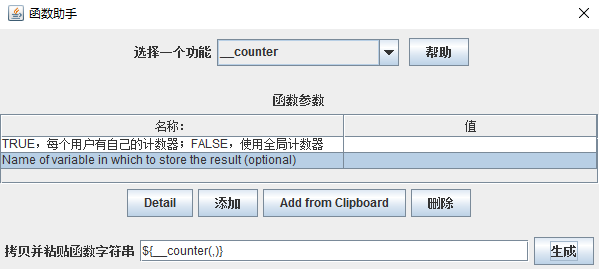 函数助手
选择一个功能 __counter 帮助
函数参数
名称: 值
TRUE，每个用户有自己的计数器；FALSE，使用全局计数器
Name of variable in which to store the result (optional)
Detail 添加 Add from Clipboard 删除
拷贝并粘贴函数字符串 ${__counter(,)} 生成